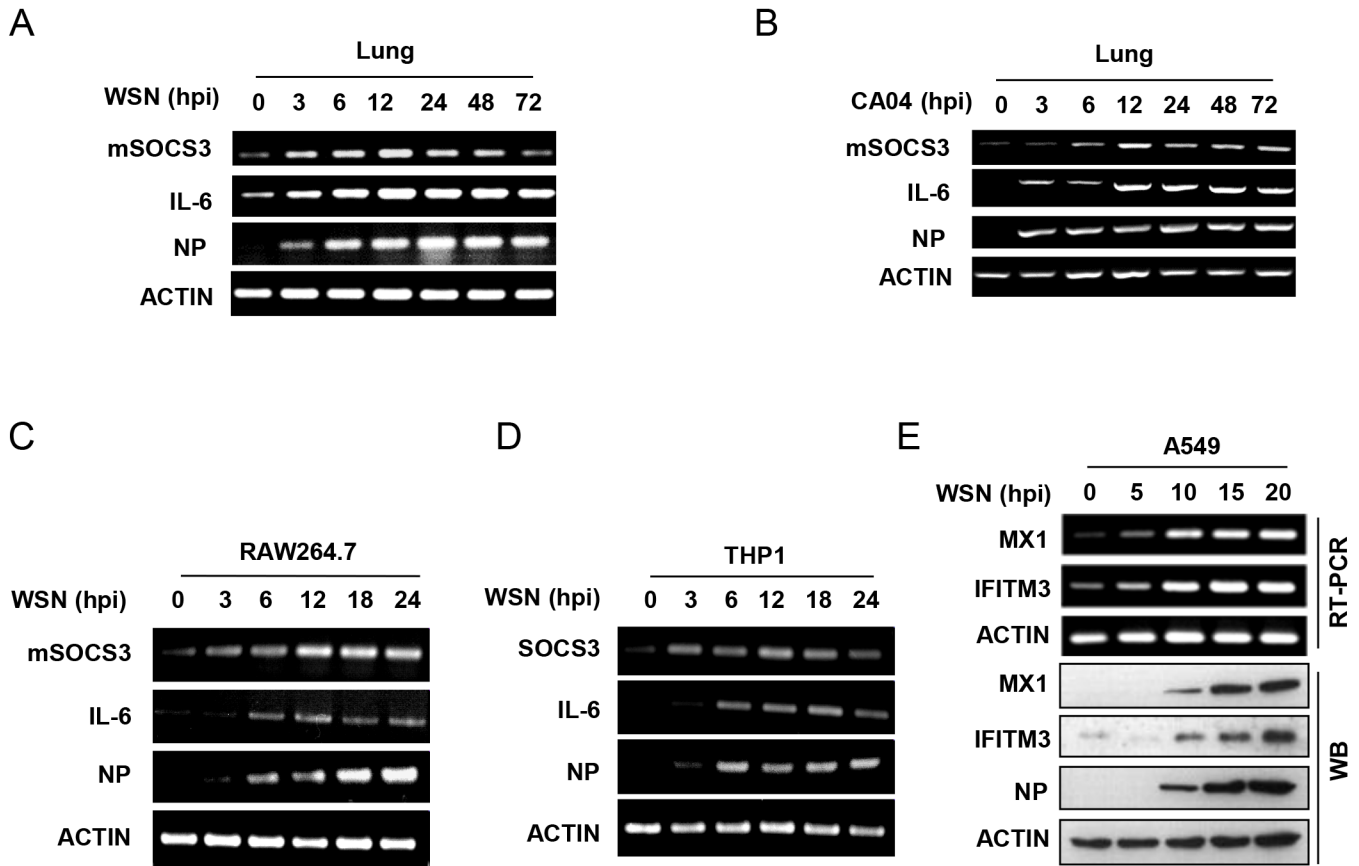 A
Lung
WSN (hpi) 0 3 6 12 24 48 72
mSOCS3
IL-6
NP
ACTIN
B
Lung
CA04 (hpi) 0 3 6 12 24 48 72
mSOCS3
IL-6
NP
ACTIN
C
RAW264.7
WSN (hpi) 0 3 6 12 18 24
mSOCS3
IL-6
NP
ACTIN
D
THP1
WSN (hpi) 0 3 6 12 18 24
SOCS3
IL-6
NP
ACTIN
E
A549
WSN (hpi) 0 5 10 15 20
MX1
IFITM3
ACTIN
RT-PCR
MX1
IFITM3
NP
ACTIN
WB